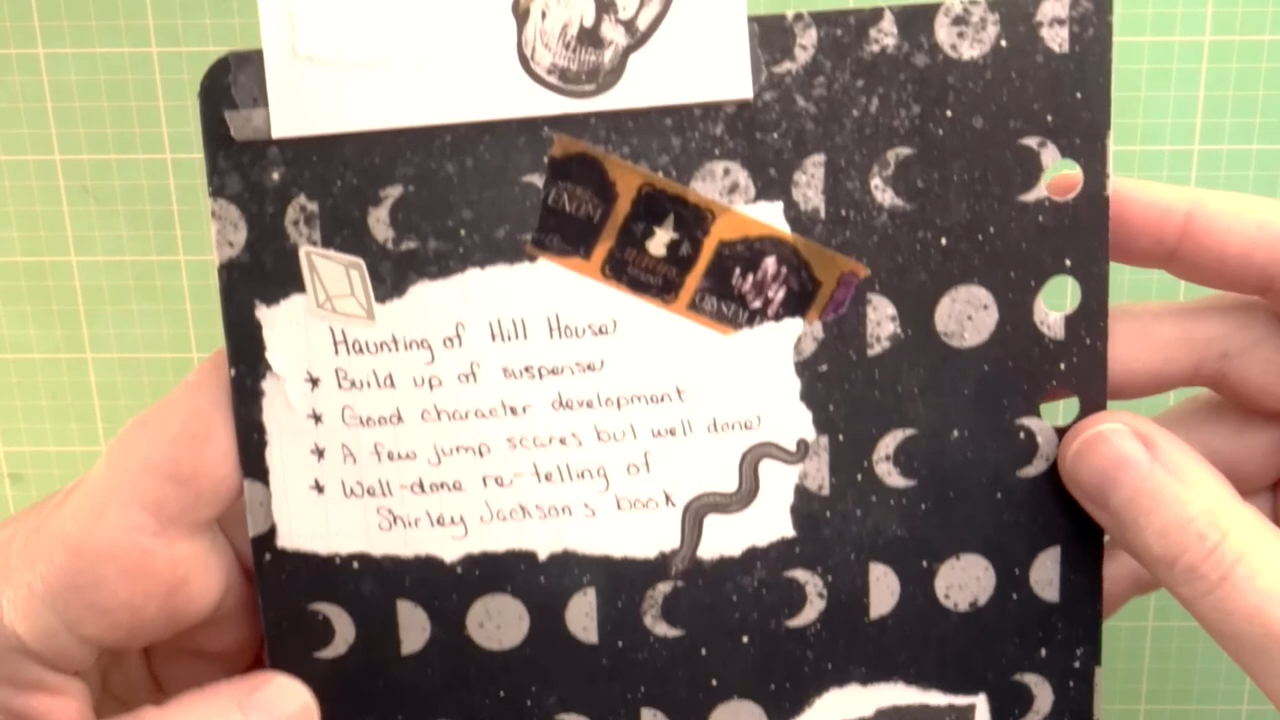 Haunting of Hill House
* Build up of suspense
* Good character development
* A few jump scares but well done
* Well-done re-telling of
Shirley Jackson's book
CRYSTAL